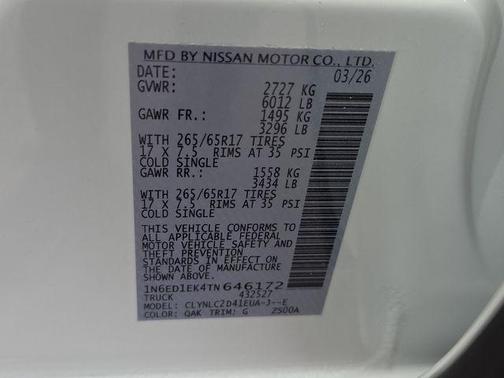 MFD BY NISSAN MOTOR CO., LTD.
DATE: 03/26
GVWR: 2727 KG
6012 LB
GAWR FR.: 1495 KG
3296 LB
WITH 265/65R17 TIRES
17 X 7.5 RIMS AT 35 PSI
COLD SINGLE
GAWR RR.: 1558 KG
3434 LB
WITH 265/65R17 TIRES
17 X 7.5 RIMS AT 35 PSI
COLD SINGLE
THIS VEHICLE CONFORMS TO
ALL APPLICABLE FEDERAL
MOTOR VEHICLE SAFETY AND
THEFT PREVENTION
STANDARDS IN EFFECT ON THE
DATE OF MANUFACTURE
SHOWN ABOVE.
1N6ED1EK4TN646172
TRUCK 432527
MODEL: CLYNLCZD41EUA-J--E
COLOR: QAK TRIM: G ZS00A